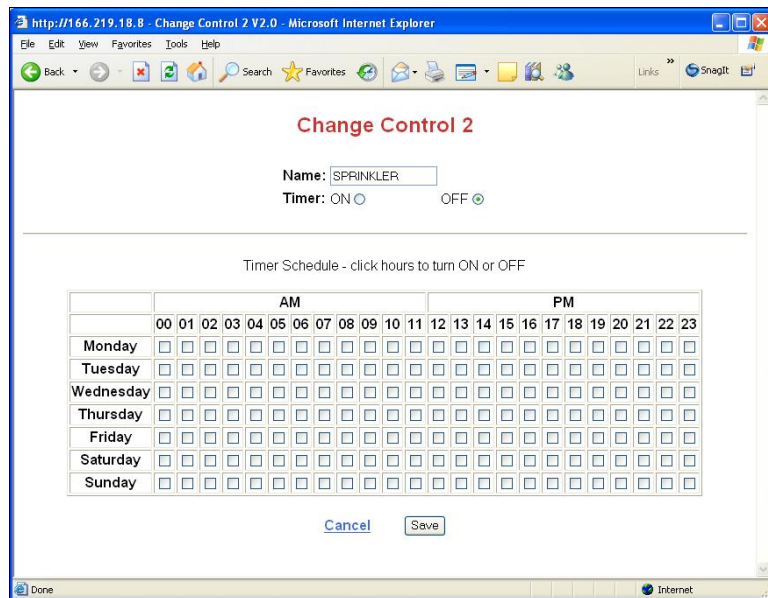 http://166.219.18.8 - Change Control 2 V2.0 - Microsoft Internet Explorer
File Edit View Favorites Tools Help
Back Search Favorites Links » SnagIt
Change Control 2
Name: SPRINKLER
Timer: ON OFF
Timer Schedule - click hours to turn ON or OFF
AM PM
00 01 02 03 04 05 06 07 08 09 10 11 12 13 14 15 16 17 18 19 20 21 22 23
Monday
Tuesday
Wednesday
Thursday
Friday
Saturday
Sunday
Cancel Save
Done Internet